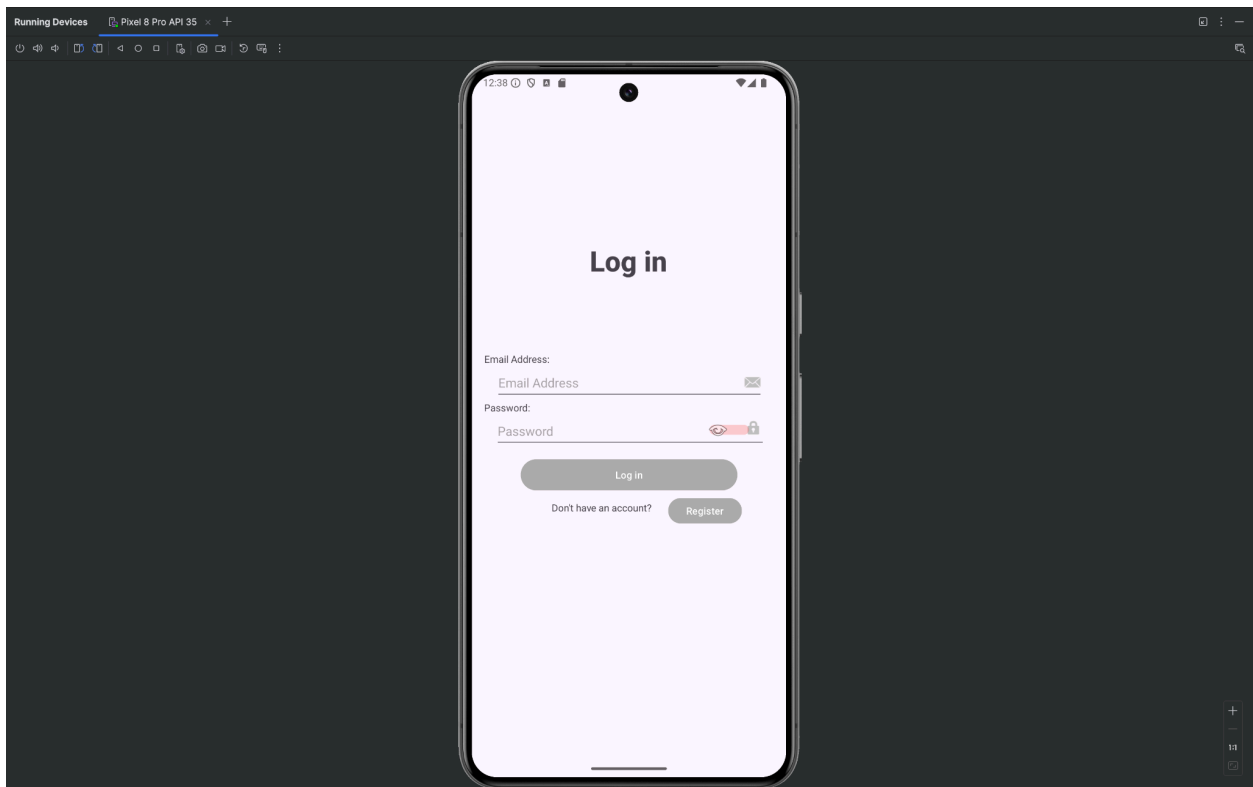 Running Devices Pixel 8 Pro API 35
12:38
Log in
Email Address:
Email Address
Password:
Password
Log in
Don't have an account? Register
1:1